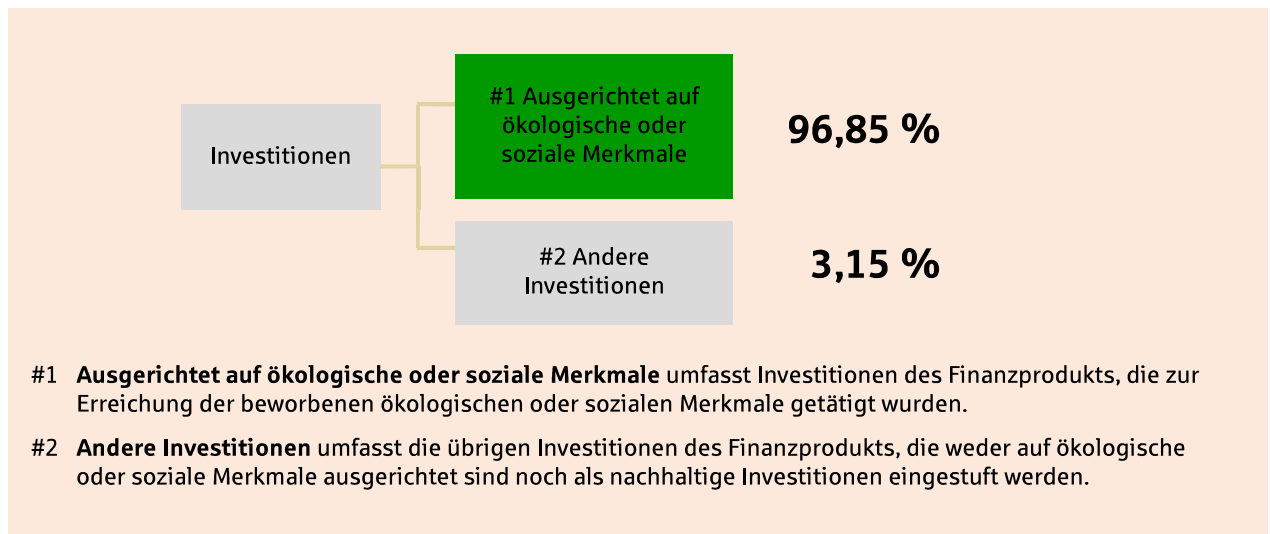 Investitionen
#1 Ausgerichtet auf
ökologische oder
soziale Merkmale
96,85 %
#2 Andere
Investitionen
3,15 %
#1 Ausgerichtet auf ökologische oder soziale Merkmale umfasst Investitionen des Finanzprodukts, die zur
Erreichung der beworbenen ökologischen oder sozialen Merkmale getätigt wurden.
#2 Andere Investitionen umfasst die übrigen Investitionen des Finanzprodukts, die weder auf ökologische
oder soziale Merkmale ausgerichtet sind noch als nachhaltige Investitionen eingestuft werden.